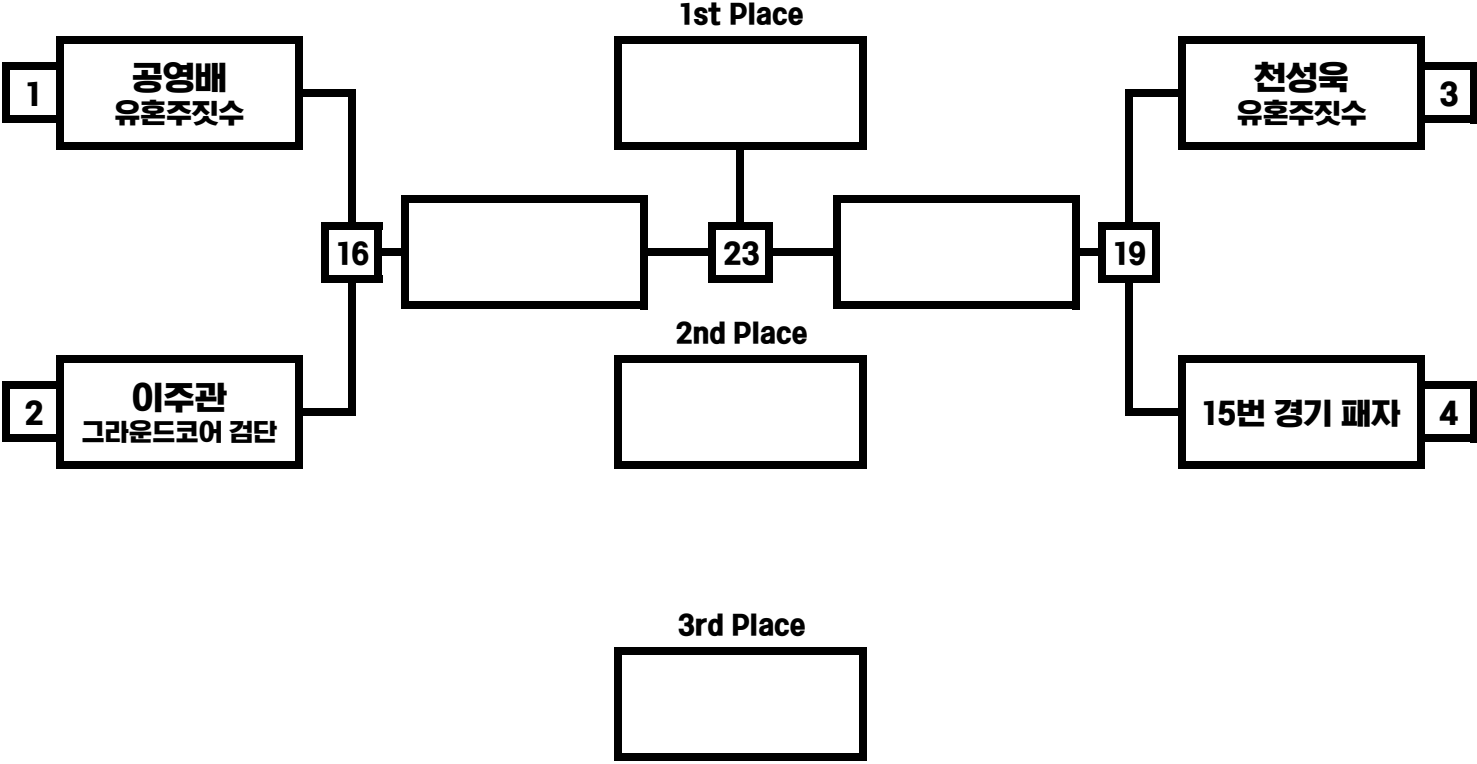 1st Place
1
공영배
유혼주짓수
천성욱
유혼주짓수
3
16
23
19
2nd Place
2
이주관
그라운드코어 검단
15번 경기 패자
4
3rd Place